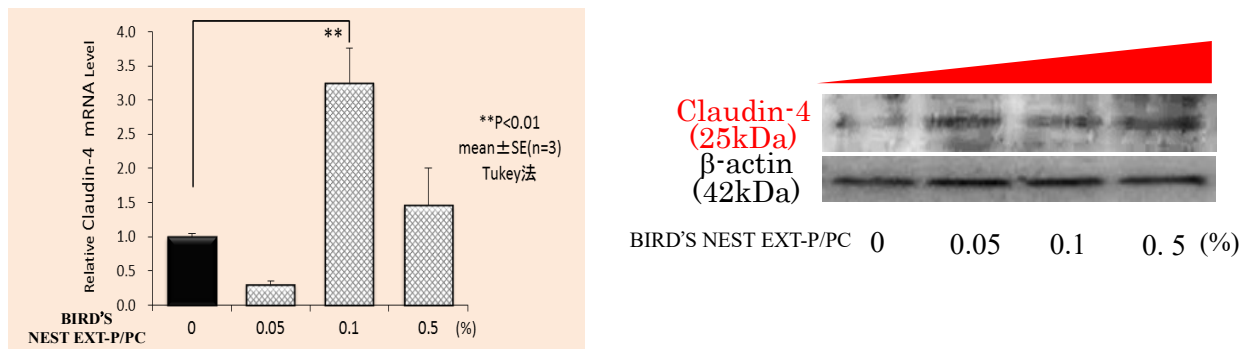 Relative Claudin-4 mRNA Level
4.0
3.5
3.0
2.5
2.0
1.5
1.0
0.5
0.0
**
**P<0.01
mean±SE(n=3)
Tukey法
BIRD'S
NEST EXT-P/PC
0 0.05 0.1 0.5 (%)
Claudin-4
(25kDa)
β-actin
(42kDa)
BIRD'S NEST EXT-P/PC 0 0.05 0.1 0. 5 (%)